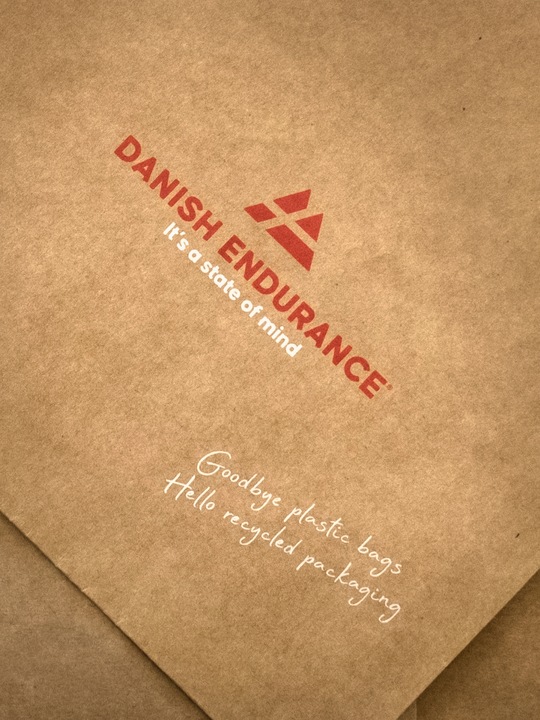 DANISH ENDURANCE®
It's a state of mind
Goodbye plastic bags
Hello recycled packaging